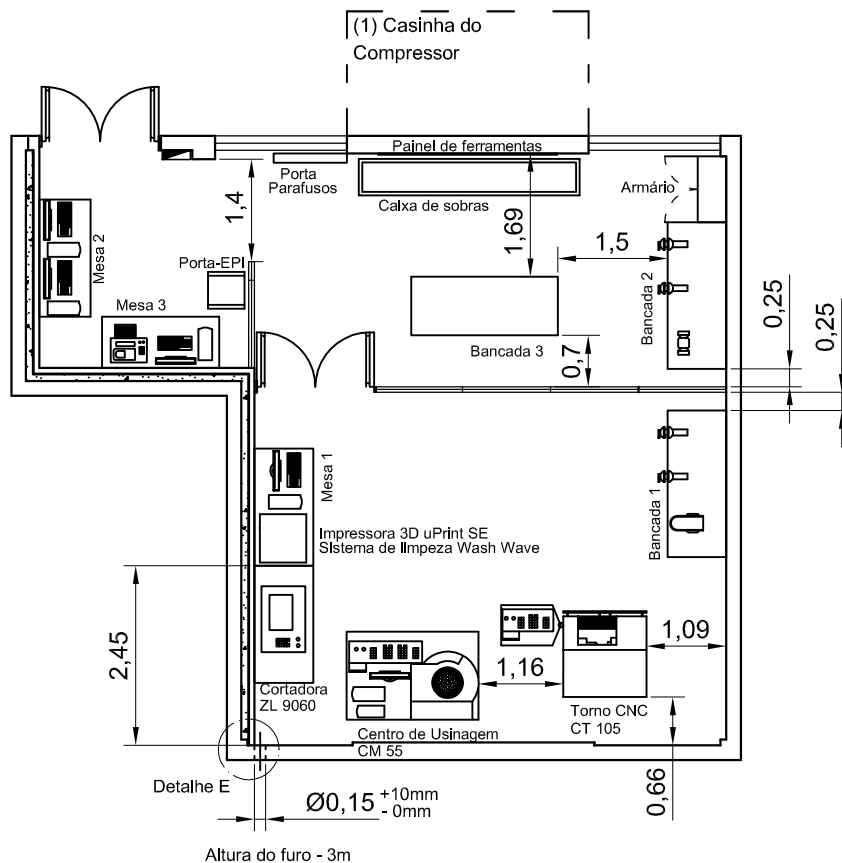 (1) Casinha do
Compressor
Painel de ferramentas
Porta
Parafusos
Caixa de sobras
Armário
1,4
1,69
1,5
Mesa 2
Porta-EPI
Mesa 3
Bancada 2
0,25
0,25
Bancada 3
0,7
Mesa 1
Bancada 1
Impressora 3D uPrint SE
Sistema de limpeza Wash Wave
2,45
1,09
1,16
Cortadora
ZL 9060
Centro de Usinagem
CM 55
Torno CNC
CT 105
0,66
Detalhe E
Ø0,15 +10mm
- 0mm
Altura do furo - 3m